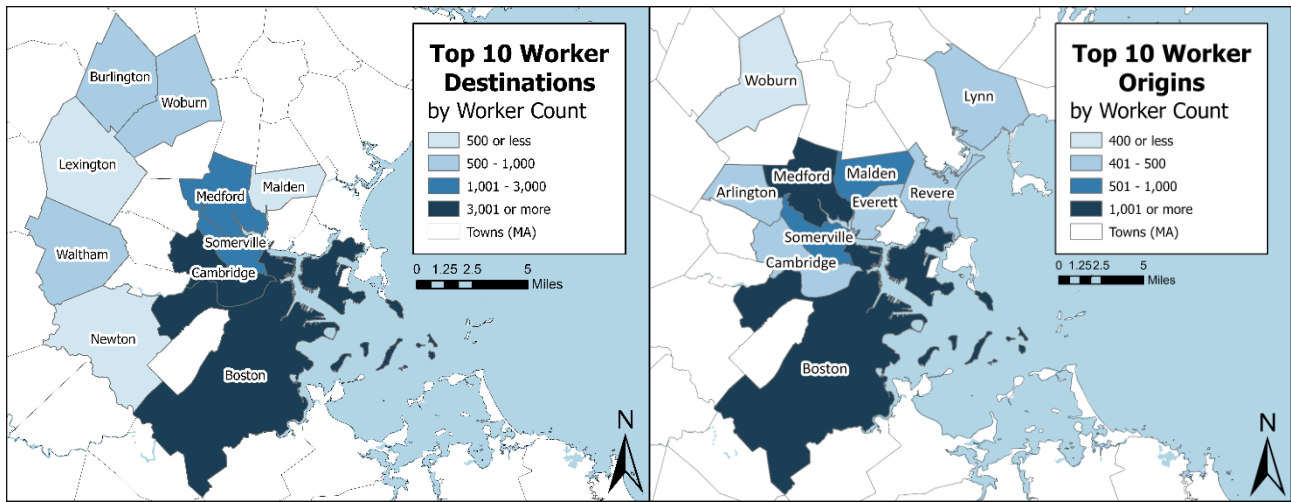 Top 10 Worker
Destinations
by Worker Count
500 or less
500 - 1,000
1,001 - 3,000
3,001 or more
Towns (MA)
0 1.25 2.5 5
Miles
Burlington
Woburn
Lexington
Medford
Malden
Somerville
Waltham
Cambridge
Newton
Boston
N
Top 10 Worker
Origins
by Worker Count
400 or less
401 - 500
501 - 1,000
1,001 or more
Towns (MA)
0 1.25 2.5 5
Miles
Woburn
Lynn
Medford
Malden
Arlington
Revere
Everett
Somerville
Cambridge
Boston
N